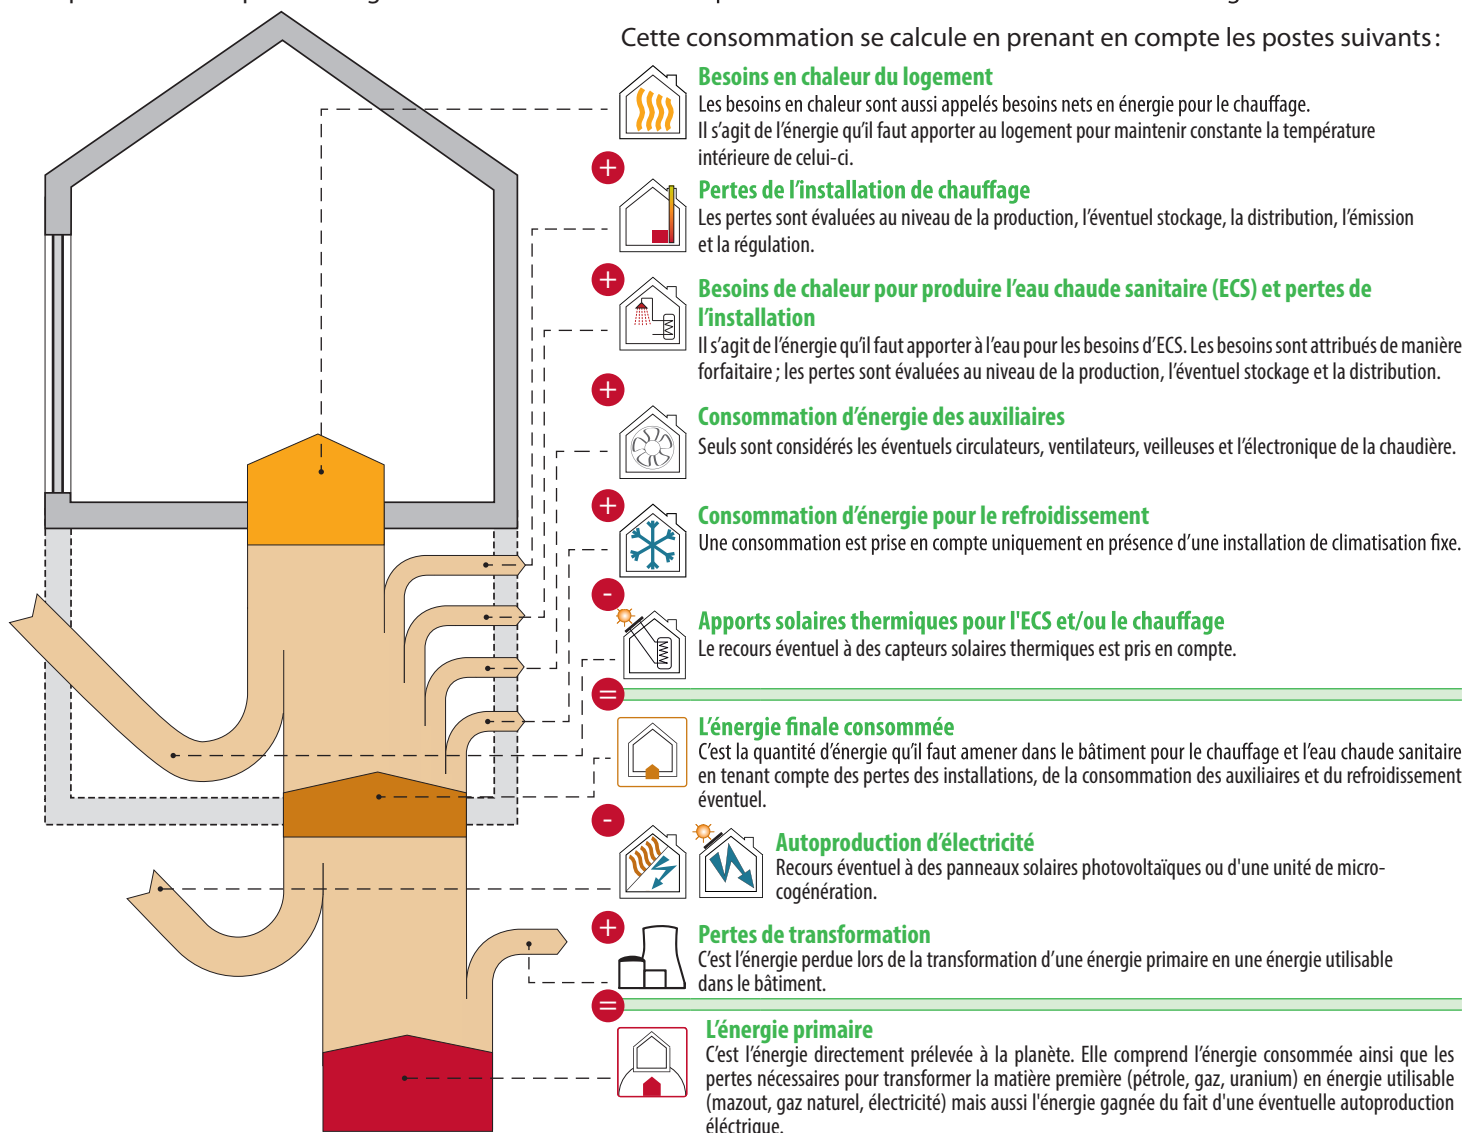 Cette consommation se calcule en prenant en compte les postes suivants :
Besoins en chaleur du logement
Les besoins en chaleur sont aussi appelés besoins nets en énergie pour le chauffage.
Il s’agit de l’énergie qu’il faut apporter au logement pour maintenir constante la température
intérieure de celui-ci.
+
Pertes de l’installation de chauffage
Les pertes sont évaluées au niveau de la production, l’éventuel stockage, la distribution, l’émission
et la régulation.
+
Besoins de chaleur pour produire l’eau chaude sanitaire (ECS) et pertes de
l’installation
Il s’agit de l’énergie qu’il faut apporter à l’eau pour les besoins d’ECS. Les besoins sont attribués de manière
forfaitaire ; les pertes sont évaluées au niveau de la production, l’éventuel stockage et la distribution.
+
Consommation d’énergie des auxiliaires
Seuls sont considérés les éventuels circulateurs, ventilateurs, veilleuses et l’électronique de la chaudière.
+
Consommation d’énergie pour le refroidissement
Une consommation est prise en compte uniquement en présence d’une installation de climatisation fixe.
-
Apports solaires thermiques pour l'ECS et/ou le chauffage
Le recours éventuel à des capteurs solaires thermiques est pris en compte.
=
L’énergie finale consommée
C’est la quantité d’énergie qu’il faut amener dans le bâtiment pour le chauffage et l’eau chaude sanitaire
en tenant compte des pertes des installations, de la consommation des auxiliaires et du refroidissement
éventuel.
-
Autoproduction d’électricité
Recours éventuel à des panneaux solaires photovoltaïques ou d'une unité de micro-
cogénération.
+
Pertes de transformation
C’est l’énergie perdue lors de la transformation d’une énergie primaire en une énergie utilisable
dans le bâtiment.
=
L’énergie primaire
C’est l’énergie directement prélevée à la planète. Elle comprend l’énergie consommée ainsi que les
pertes nécessaires pour transformer la matière première (pétrole, gaz, uranium) en énergie utilisable
(mazout, gaz naturel, électricité) mais aussi l'énergie gagnée du fait d'une éventuelle autoproduction
éléctrique.